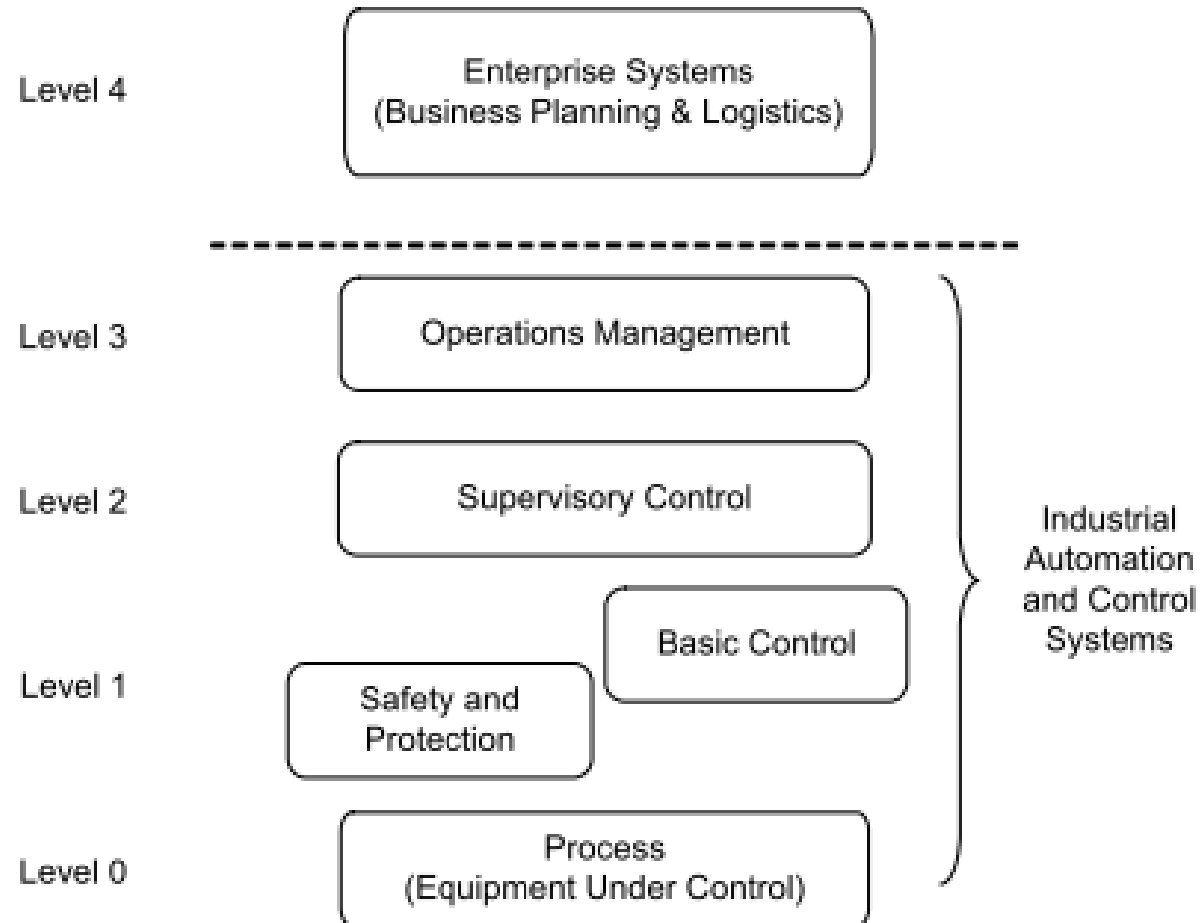 Level 4
Enterprise Systems
(Business Planning & Logistics)
Level 3
Operations Management
Level 2
Supervisory Control
Industrial
Automation
and Control
Systems
Basic Control
Level 1
Safety and
Protection
Level 0
Process
(Equipment Under Control)